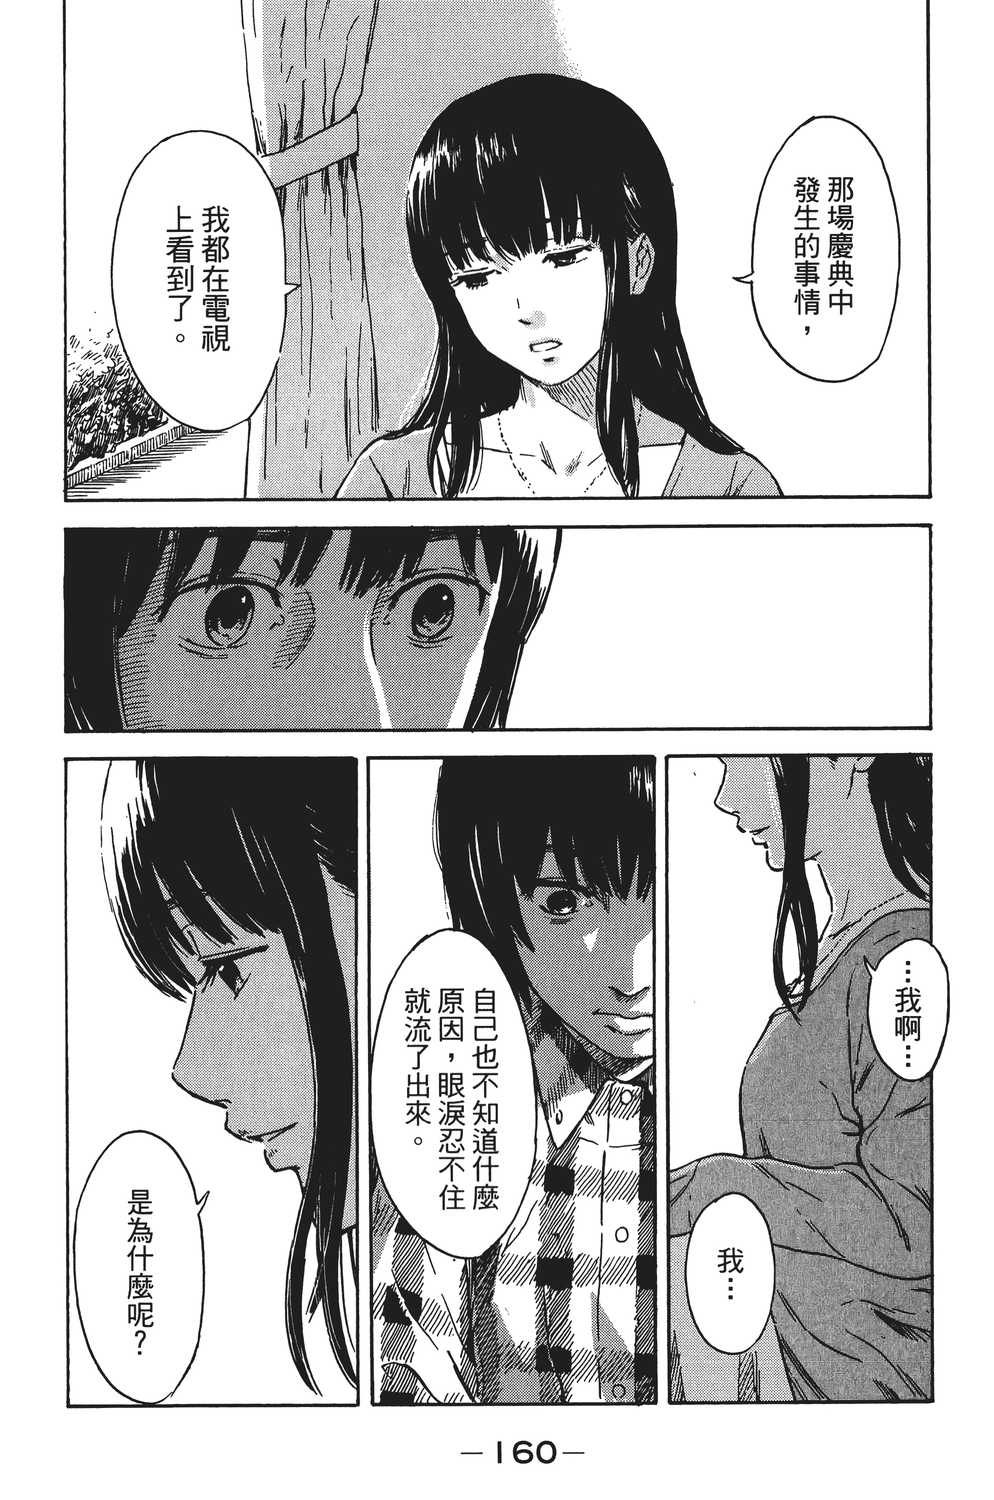 那場慶典中
發生的事情，
我都在電視
上看到了。
…我啊…
我…
自己也不知道什麼
原因，眼淚忍不住
就流了出來。
是為什麼呢？
—160—